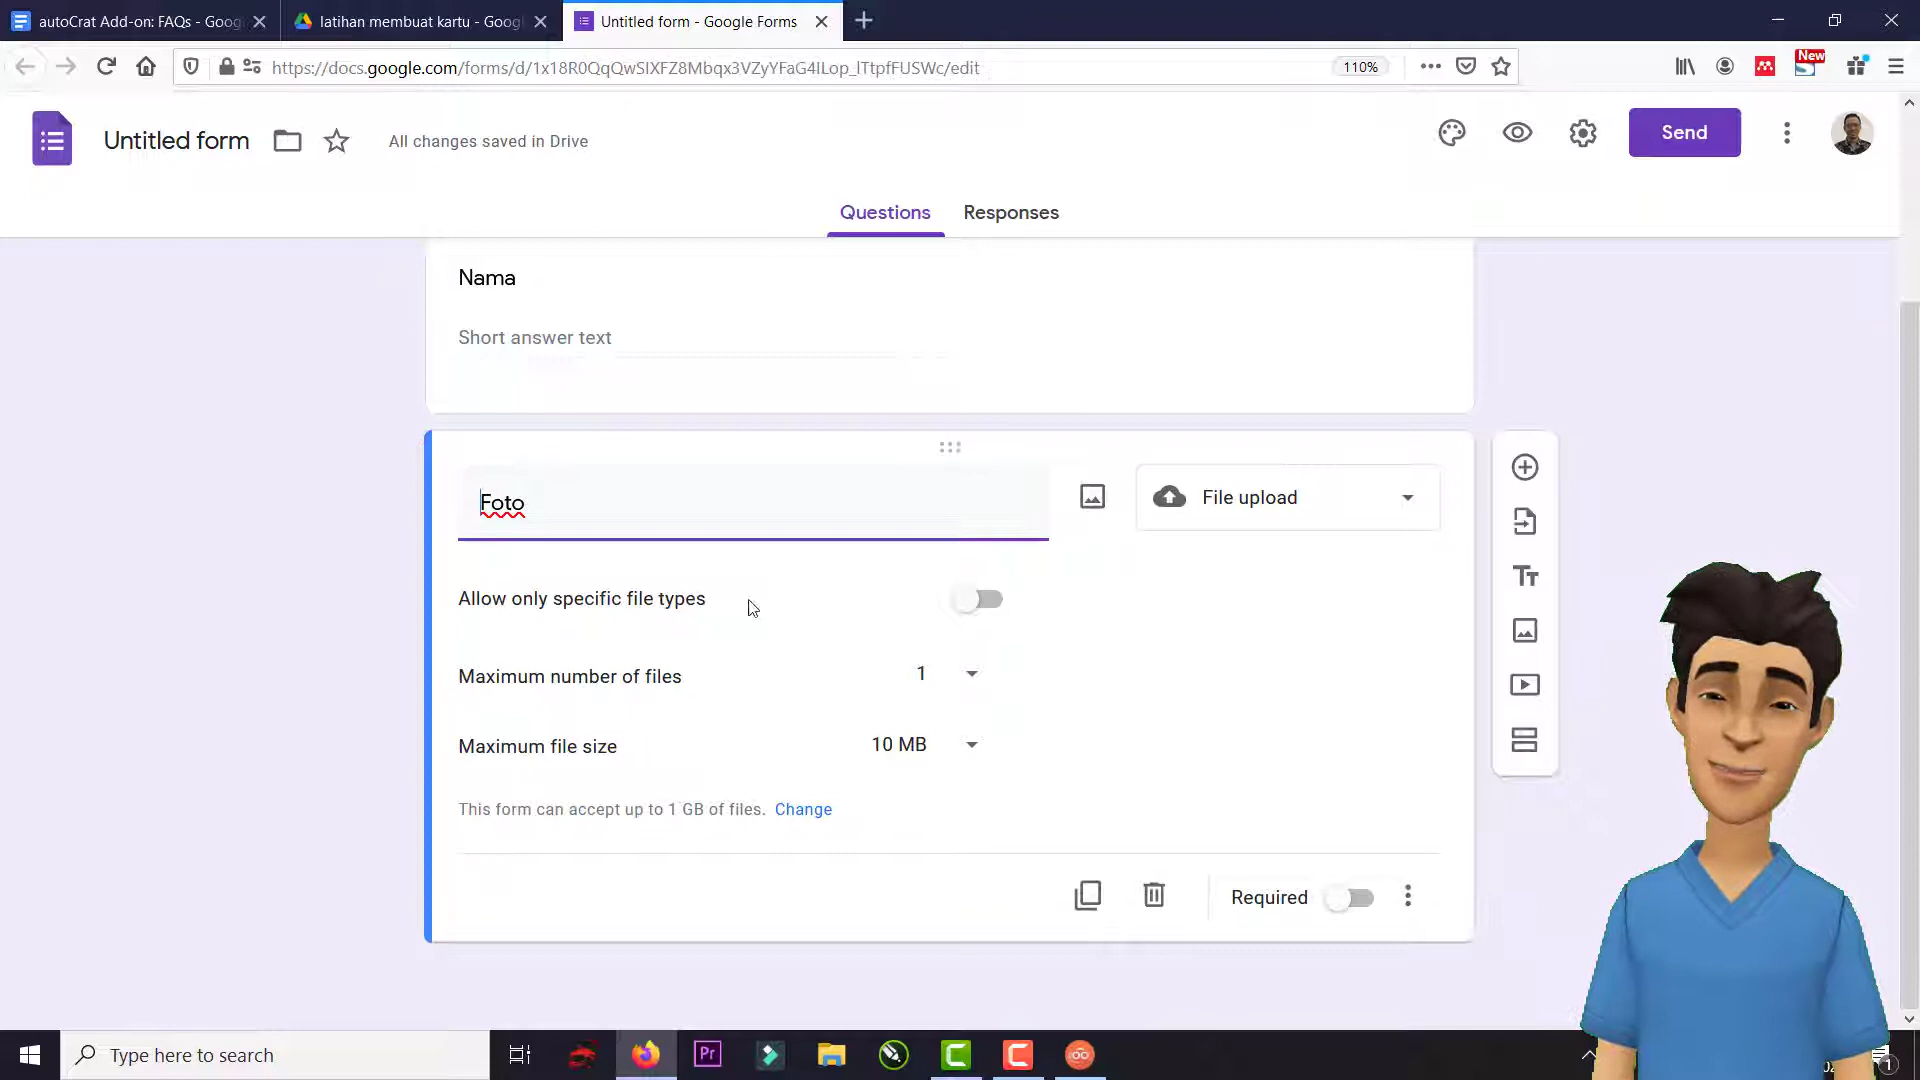 autoCrat Add-on: FAQs - Goog
latihan membuat kartu - Goog
Untitled form - Google Forms
https://docs.google.com/forms/d/1x18R0QqQwSIXFZ8Mbqx3VZyYFaG4ILop_lTtpfFUSWc/edit
110%
New
Untitled form
All changes saved in Drive
Send
Questions
Responses
Nama
Short answer text
Foto
File upload
Allow only specific file types
Maximum number of files
1
Maximum file size
10 MB
This form can accept up to 1 GB of files. Change
Required
Type here to search
Pr
1